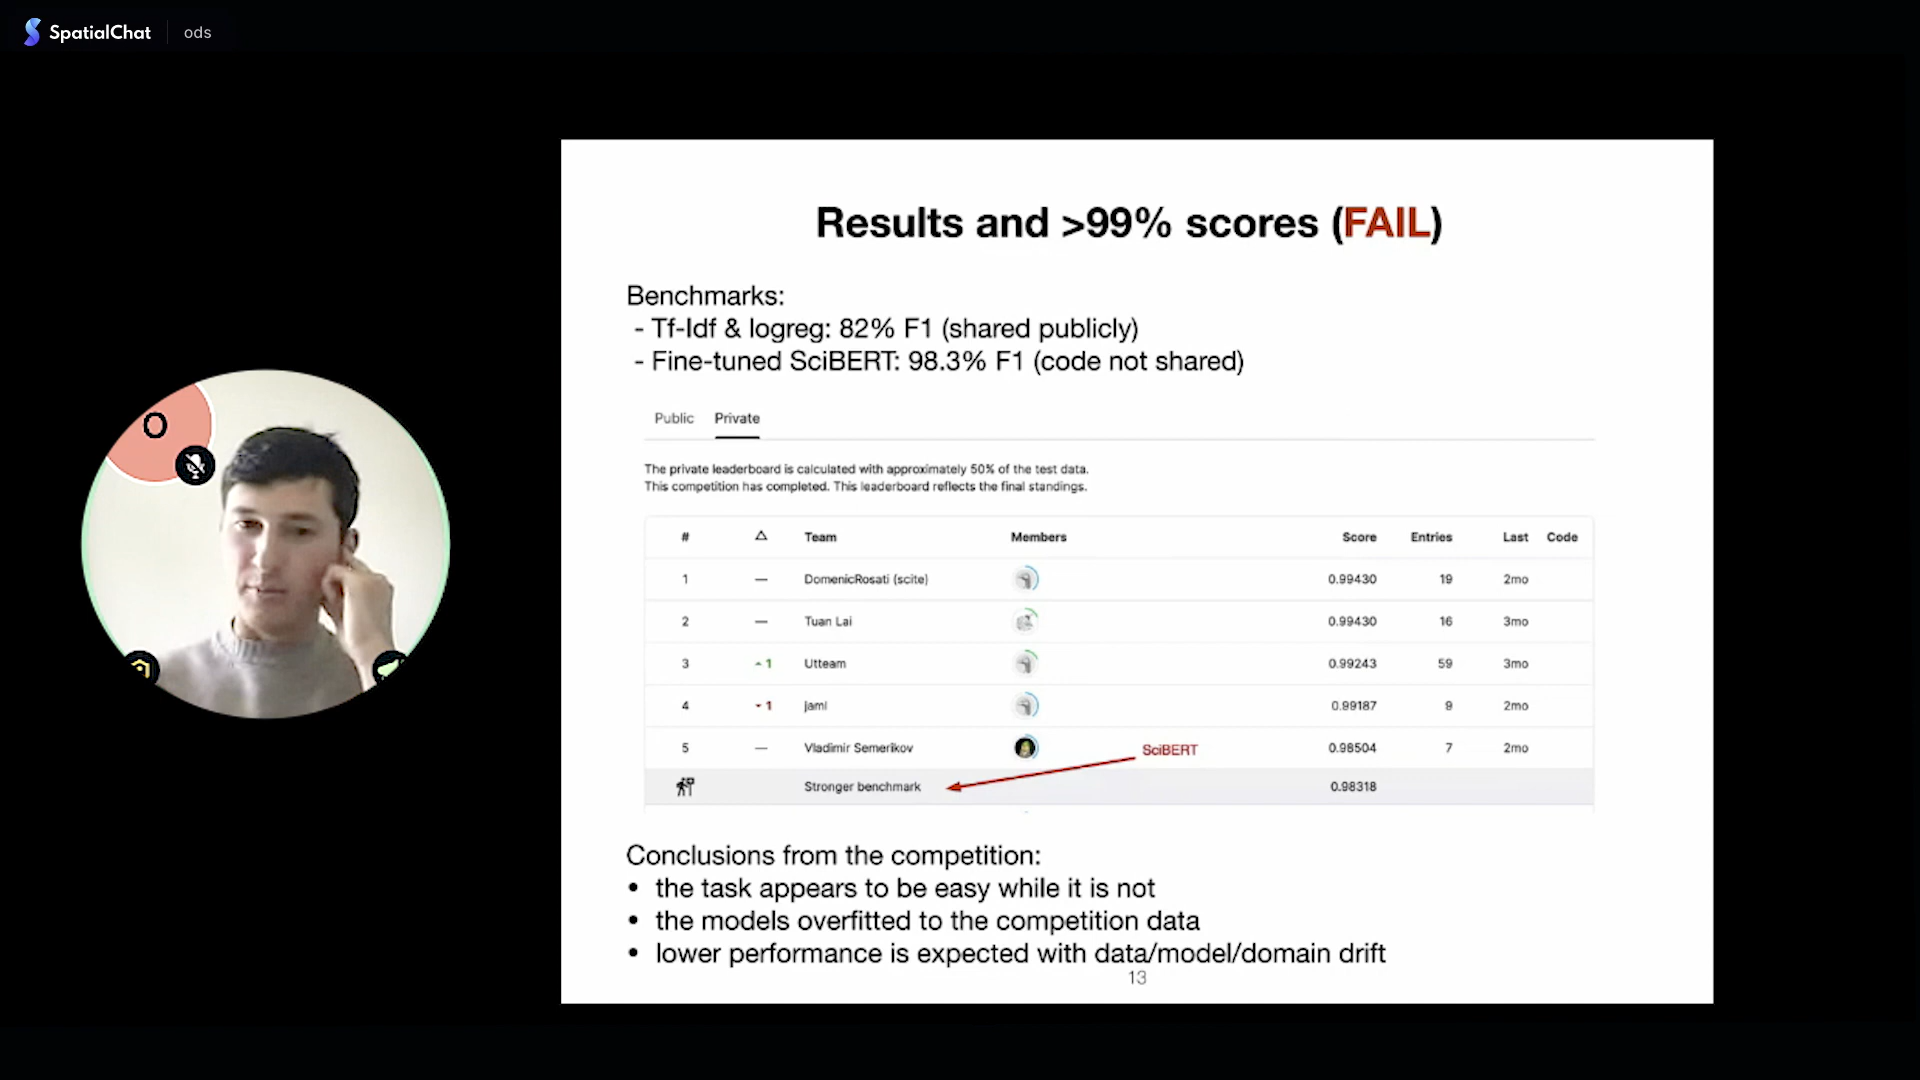 SpatialChat
ods
O
Results and >99% scores (FAIL)
Benchmarks:
- Tf-Idf & logreg: 82% F1 (shared publicly)
- Fine-tuned SciBERT: 98.3% F1 (code not shared)
Public Private
The private leaderboard is calculated with approximately 50% of the test data.
This competition has completed. This leaderboard reflects the final standings.
# △ Team Members Score Entries Last Code
1 — DomenicRosati (scite) 0.99430 19 2mo
2 — Tuan Lai 0.99430 16 3mo
3 ▲1 Utteam 0.99243 59 3mo
4 ▼1 jaml 0.99187 9 2mo
5 — Vladimir Semerikov 0.98504 7 2mo
SciBERT
Stronger benchmark 0.98318
Conclusions from the competition:
• the task appears to be easy while it is not
• the models overfitted to the competition data
• lower performance is expected with data/model/domain drift
13